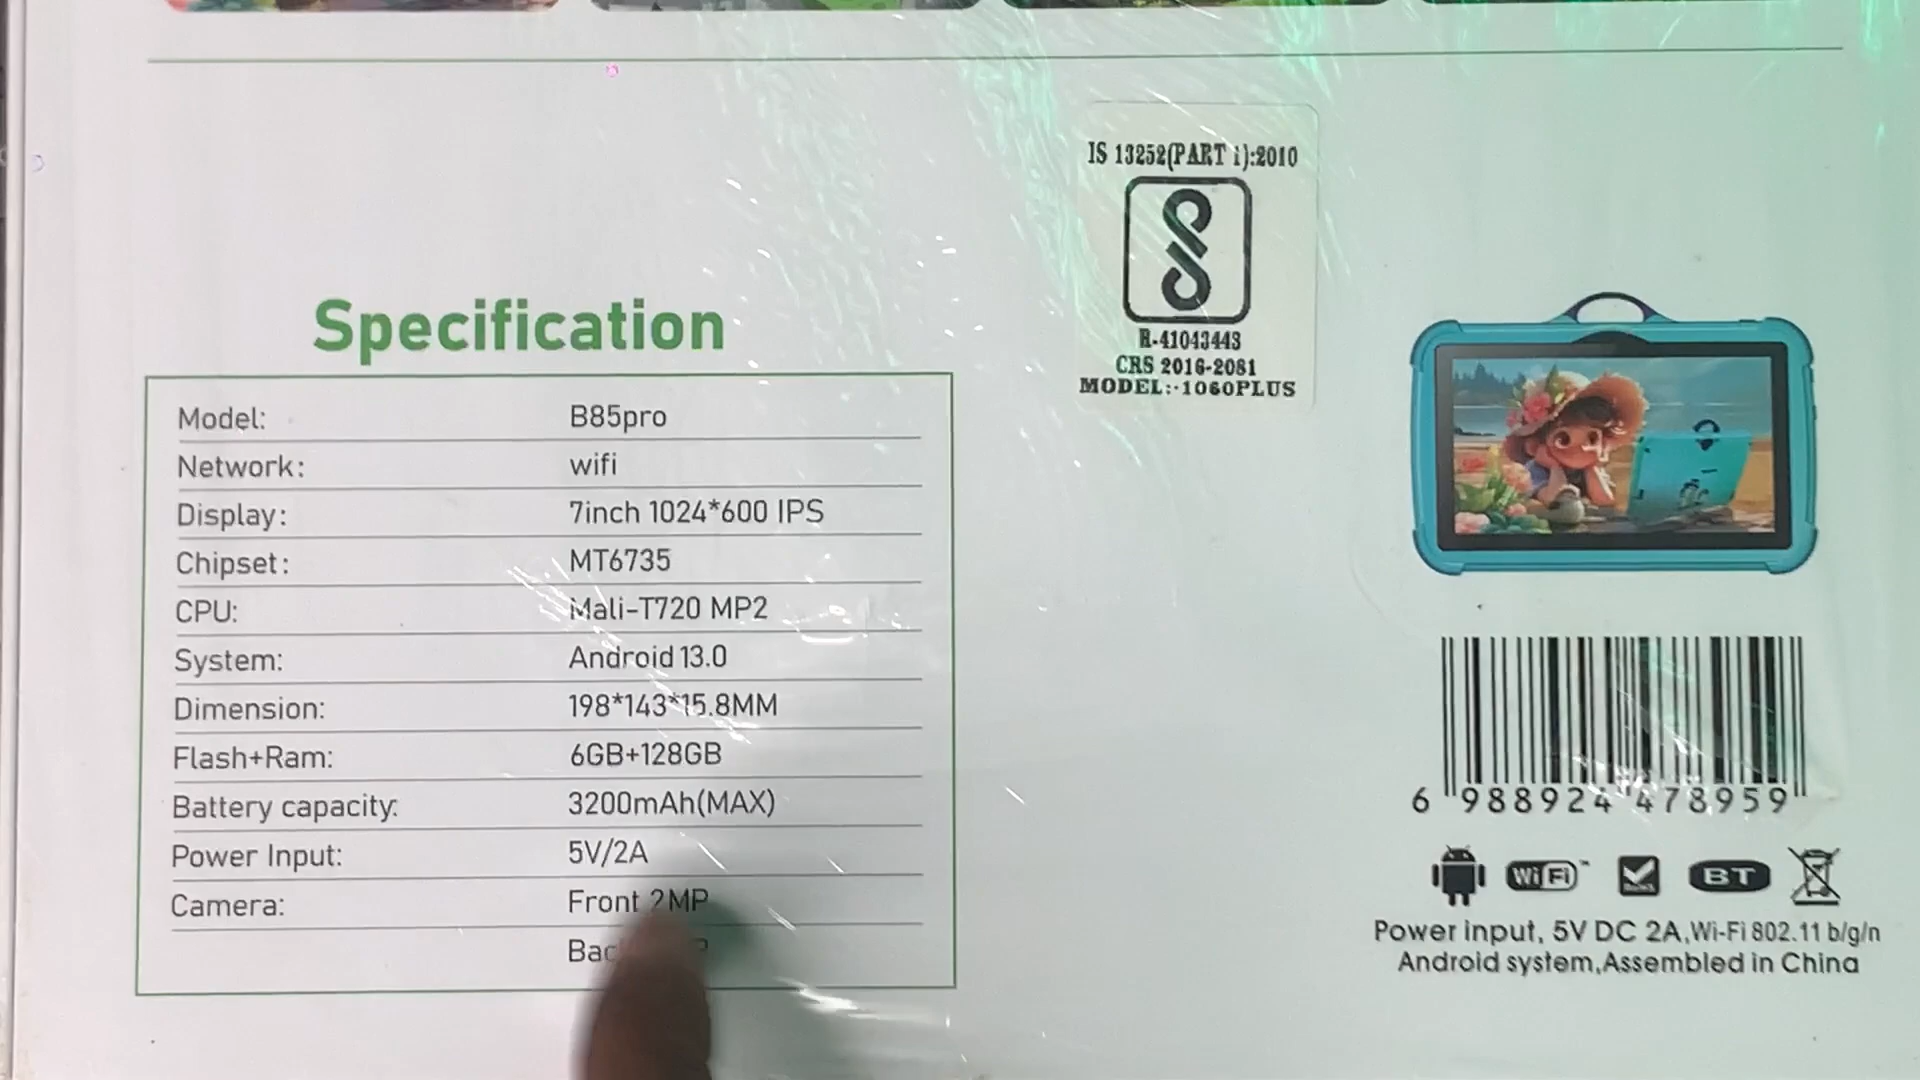 IS 13252(PART 1):2010
R-41043443
CRS 2016-2081
MODEL:-1060PLUS
Specification
Model: B85pro
Network: wifi
Display: 7inch 1024*600 IPS
Chipset: MT6735
CPU: Mali-T720 MP2
System: Android 13.0
Dimension: 198*143*15.8MM
Flash+Ram: 6GB+128GB
Battery capacity: 3200mAh(MAX)
Power Input: 5V/2A
Camera: Front 2MP
6 988924 478959
WiFi BT
Power input, 5V DC 2A,Wi-Fi 802.11 b/g/n
Android system,Assembled in China